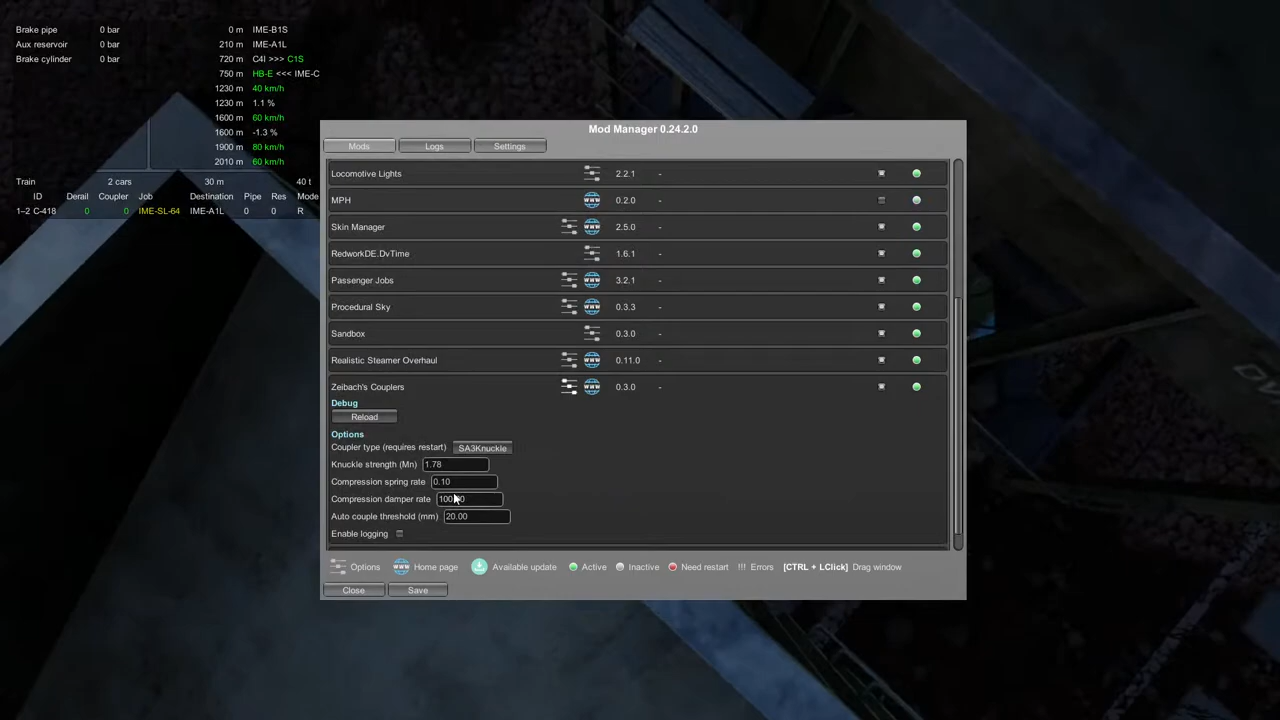 Brake pipe 0 bar 0 m IME-B1S
Aux reservoir 0 bar 210 m IME-A1L
Brake cylinder 0 bar 720 m C4I >>> C1S
750 m HB-E <<< IME-C
1230 m 40 km/h
1230 m 1.1 %
1600 m 60 km/h
1600 m -1.3 %
1900 m 80 km/h
2010 m 60 km/h
Train 2 cars 30 m 40 t
ID Derail Coupler Job Destination Pipe Res Mode
1–2 C-418 0 0 IME-SL-64 IME-A1L 0 0 R
Mod Manager 0.24.2.0
Mods Logs Settings
Locomotive Lights 2.2.1 -
MPH WWW 0.2.0 -
Skin Manager WWW 2.5.0 -
RedworkDE.DvTime 1.6.1 -
Passenger Jobs WWW 3.2.1 -
Procedural Sky WWW 0.3.3 -
Sandbox 0.3.0 -
Realistic Steamer Overhaul WWW 0.11.0 -
Zeibach's Couplers WWW 0.3.0 -
Debug
Reload
Options
Coupler type (requires restart) SA3Knuckle
Knuckle strength (Mn) 1.78
Compression spring rate 0.10
Compression damper rate
Auto couple threshold (mm) 20.00
Enable logging
Options WWW Home page Available update Active Inactive Need restart !!! Errors [CTRL + LClick] Drag window
Close Save